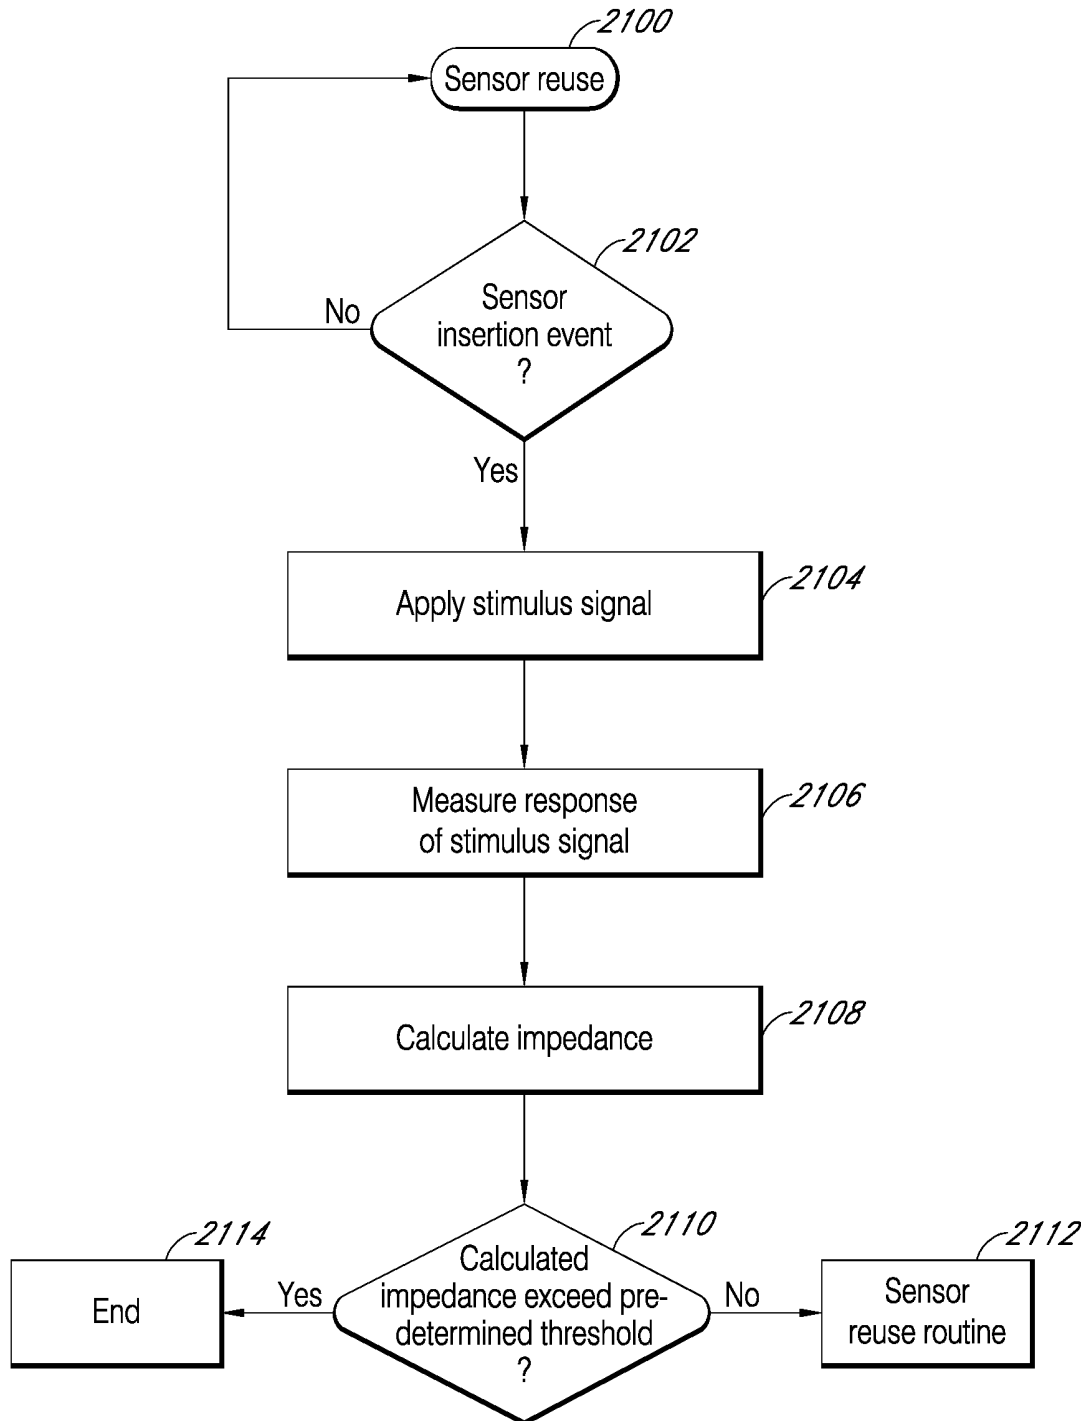 2100
Sensor reuse
2102
Sensor
insertion event
?
No
Yes
2104
Apply stimulus signal
2106
Measure response
of stimulus signal
2108
Calculate impedance
2110
Calculated
impedance exceed pre-
determined threshold
?
Yes
2114
End
No
2112
Sensor
reuse routine